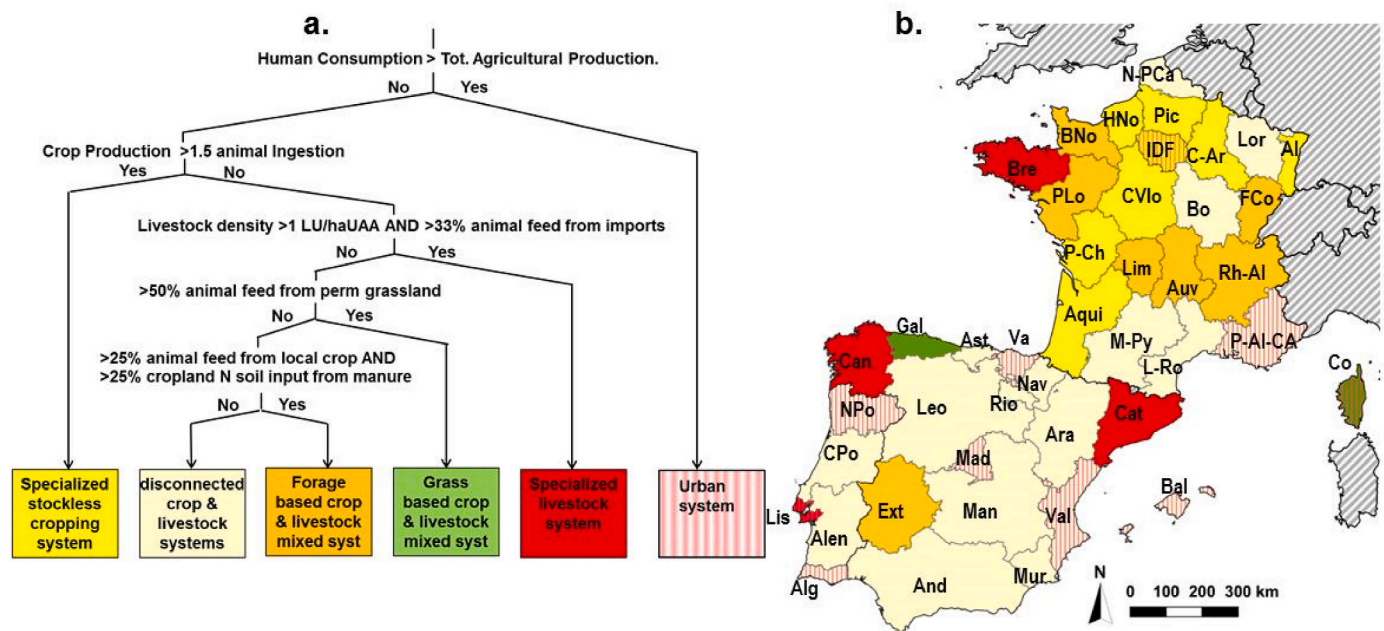 a.
Human Consumption > Tot. Agricultural Production.
No Yes
Crop Production >1.5 animal Ingestion
Yes No
Livestock density >1 LU/haUAA AND >33% animal feed from imports
No Yes
>50% animal feed from perm grassland
No Yes
>25% animal feed from local crop AND
>25% cropland N soil input from manure
No Yes
Specialized
stockless
cropping
system
disconnected
crop &
livestock
systems
Forage
based crop
& livestock
mixed syst
Grass
based crop
& livestock
mixed syst
Specialized
livestock
system
Urban
system
b.
N-PCa
HNo
Pic
BNo
IDF
C-Ar
Lor
Al
Bre
PLo
CVlo
Bo
FCo
P-Ch
Lim
Auv
Rh-Al
Aqui
M-Py
L-Ro
P-Al-CA
Co
Gal
Ast
Va
Can
Nav
NPo
Leo
Rio
Cat
Ara
CPo
Mad
Bal
Lis
Ext
Man
Val
Alen
Alg
And
Mur
N
0 100 200 300 km